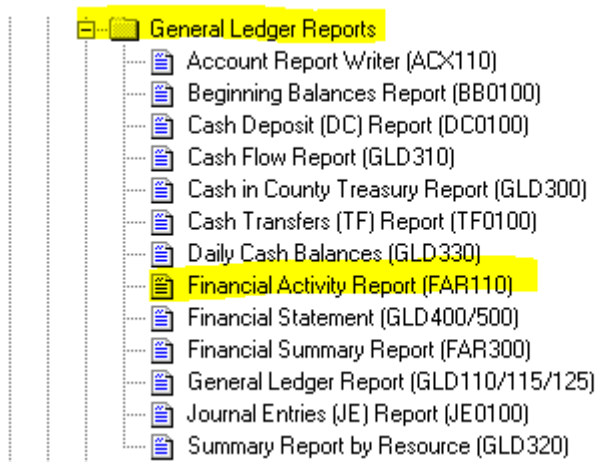 General Ledger Reports
Account Report Writer (ACX110)
Beginning Balances Report (BB0100)
Cash Deposit (DC) Report (DC0100)
Cash Flow Report (GLD310)
Cash in County Treasury Report (GLD300)
Cash Transfers (TF) Report (TF0100)
Daily Cash Balances (GLD330)
Financial Activity Report (FAR110)
Financial Statement (GLD400/500)
Financial Summary Report (FAR300)
General Ledger Report (GLD110/115/125)
Journal Entries (JE) Report (JE0100)
Summary Report by Resource (GLD320)